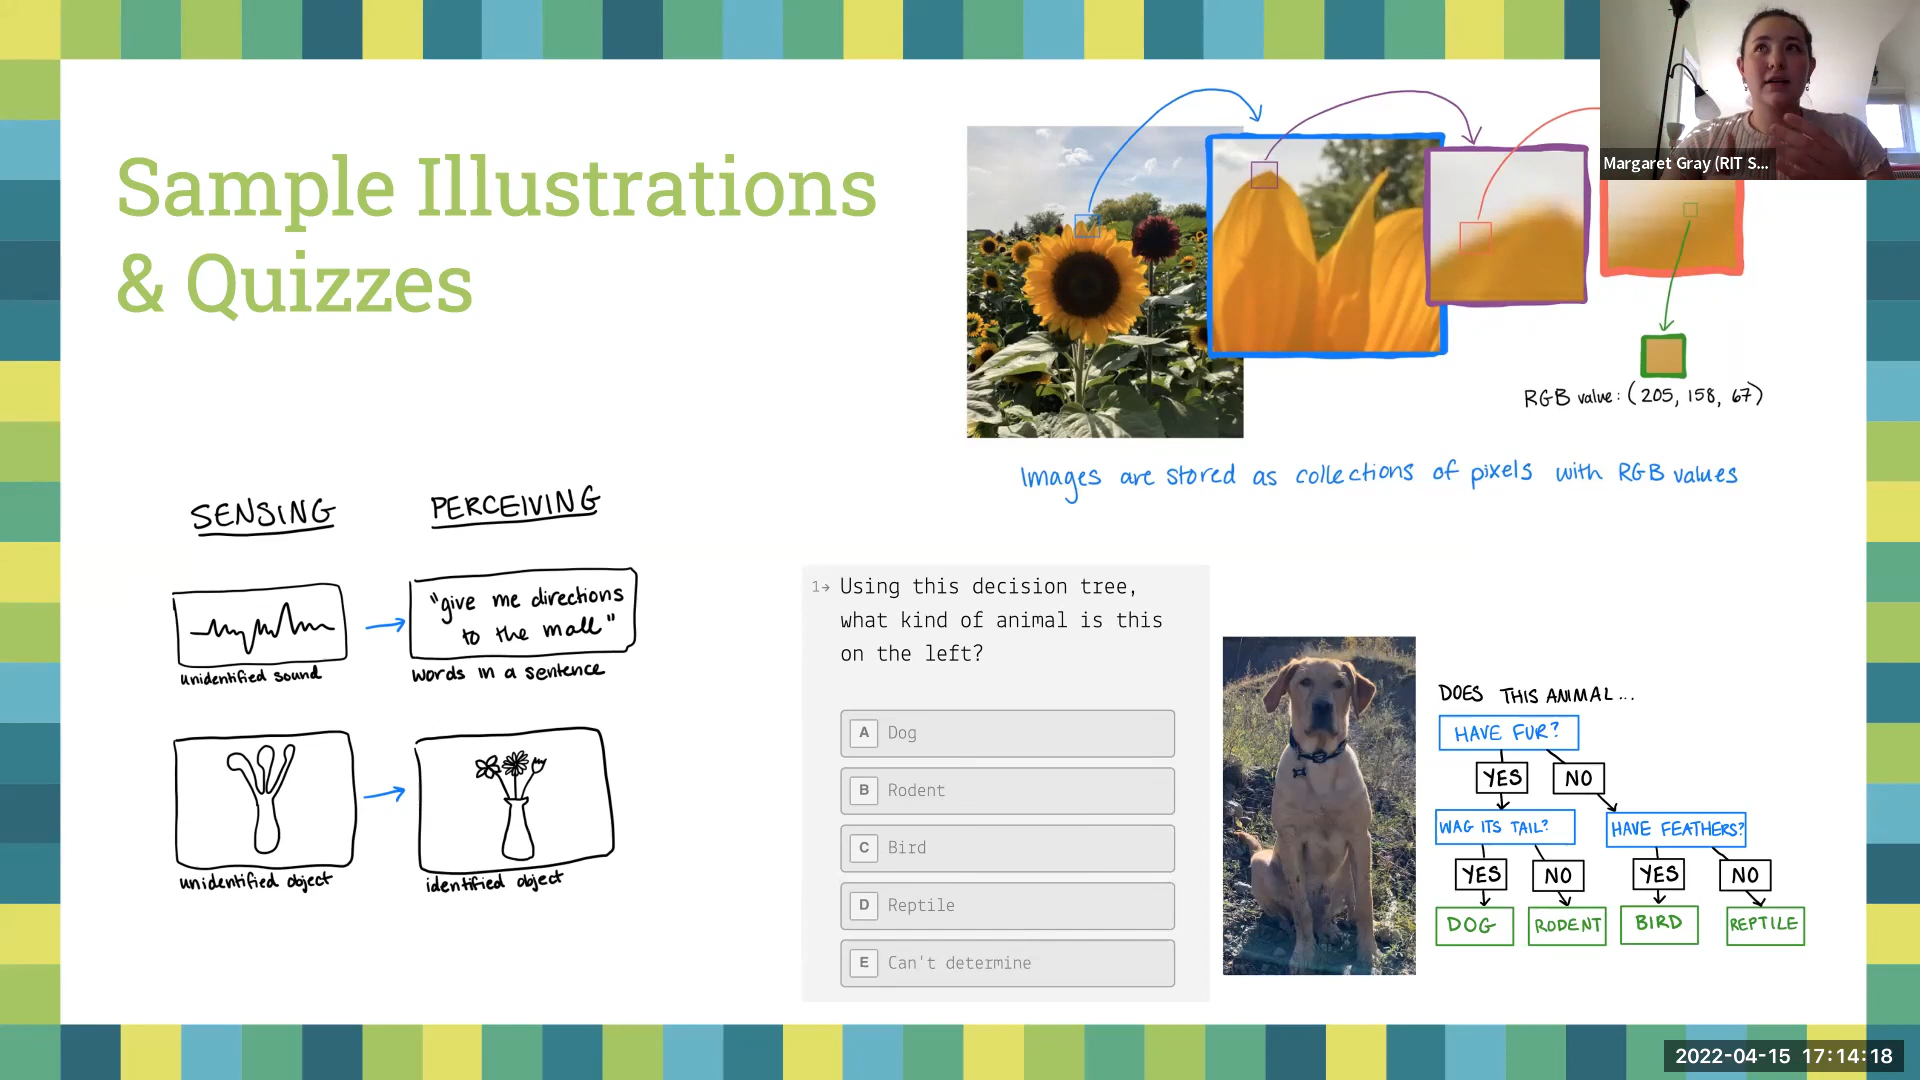 Sample Illustrations
& Quizzes
Margaret Gray (RIT S...
RGB value: (205, 158, 67)
Images are stored as collections of pixels with RGB values
SENSING
PERCEIVING
"give me directions
to the mall"
unidentified sound
words in a sentence
unidentified object
identified object
1→ Using this decision tree,
what kind of animal is this
on the left?
A Dog
B Rodent
C Bird
D Reptile
E Can't determine
DOES THIS ANIMAL...
HAVE FUR?
YES NO
WAG ITS TAIL? HAVE FEATHERS?
YES NO YES NO
DOG RODENT BIRD REPTILE
2022-04-15 17:14:18